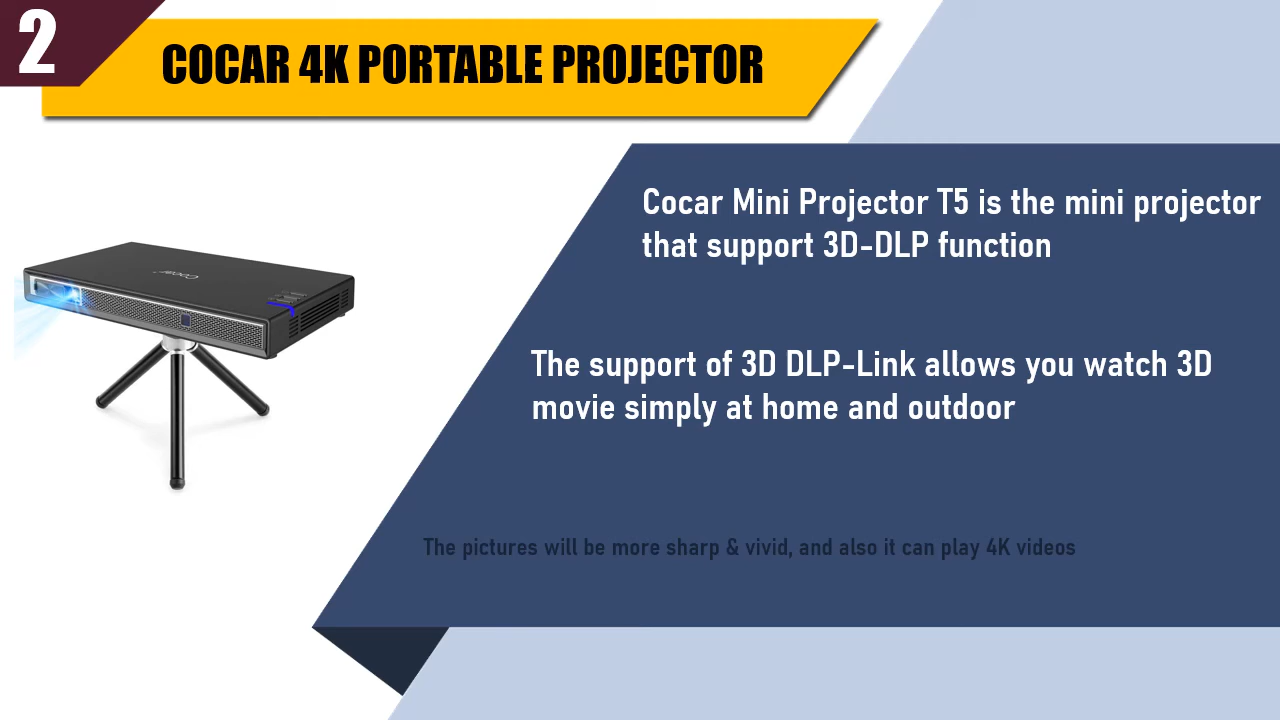 2
COCAR 4K PORTABLE PROJECTOR
Cocar Mini Projector T5 is the mini projector
that support 3D-DLP function
Cocar
The support of 3D DLP-Link allows you watch 3D
movie simply at home and outdoor
The pictures will be more sharp & vivid, and also it can play 4K videos